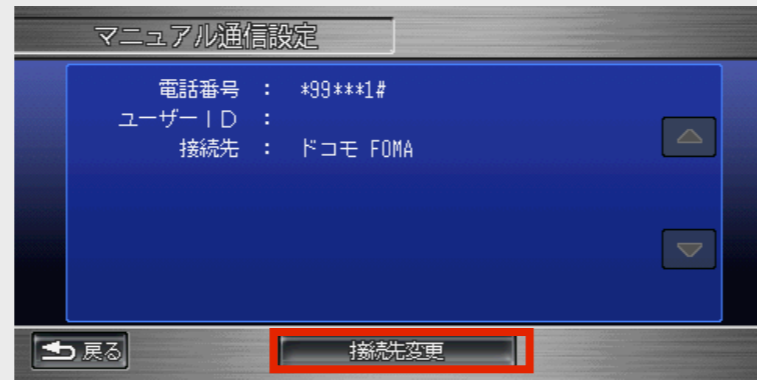 マニュアル通信設定
電話番号 : *99***1#
ユーザーID :
接続先 : ドコモ FOMA
戻る
接続先変更